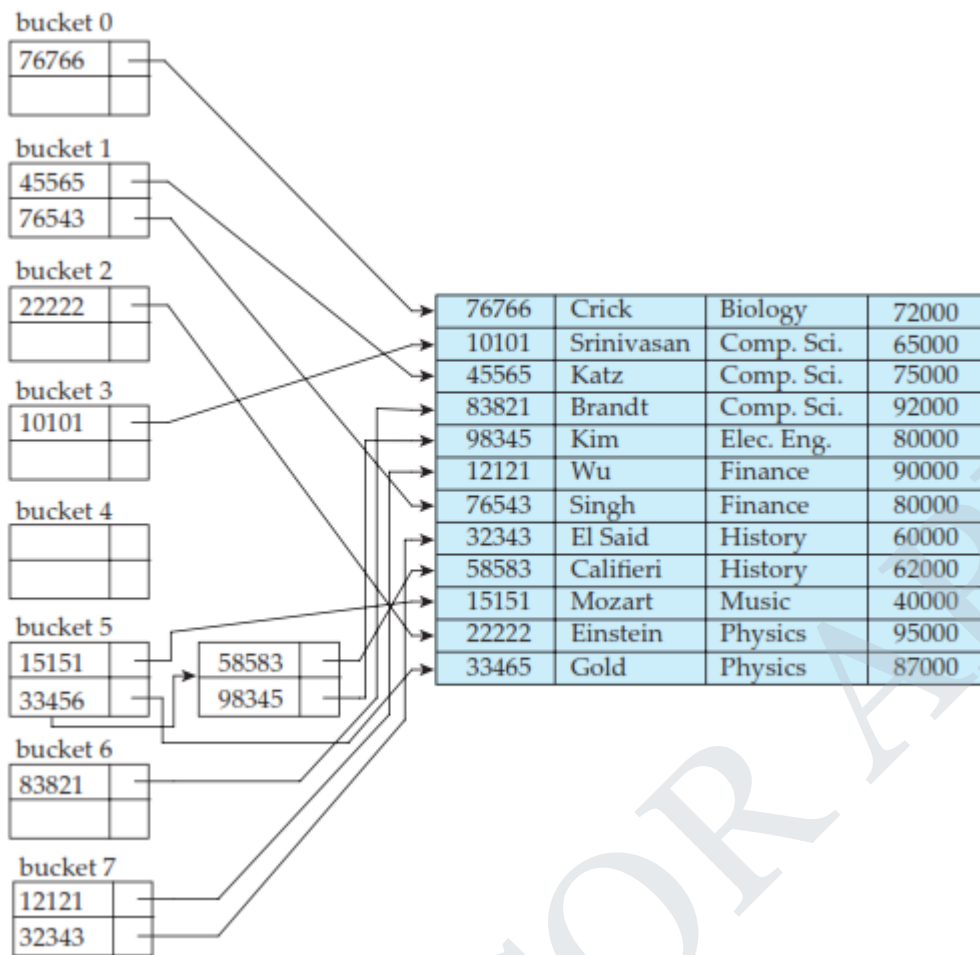 bucket 0
76766
bucket 1
45565
76543
bucket 2
22222
bucket 3
10101
bucket 4
bucket 5
15151
33456
58583
98345
bucket 6
83821
bucket 7
12121
32343
76766 Crick Biology 72000
10101 Srinivasan Comp. Sci. 65000
45565 Katz Comp. Sci. 75000
83821 Brandt Comp. Sci. 92000
98345 Kim Elec. Eng. 80000
12121 Wu Finance 90000
76543 Singh Finance 80000
32343 El Said History 60000
58583 Califieri History 62000
15151 Mozart Music 40000
22222 Einstein Physics 95000
33465 Gold Physics 87000